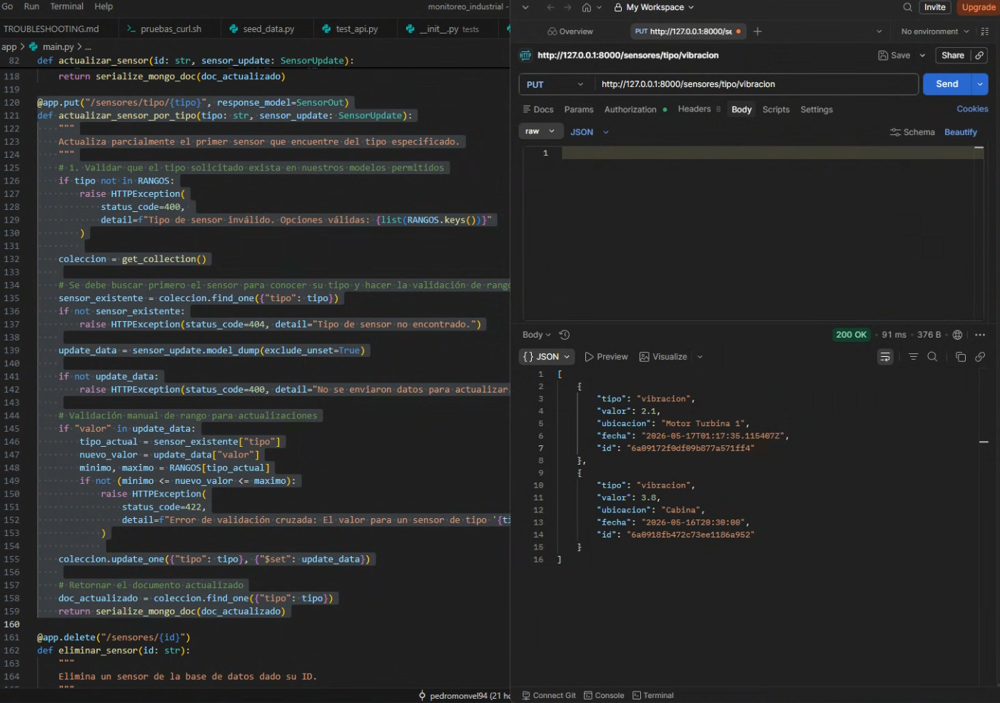 Go Run Terminal Help
monitoreo_industrial -
TROUBLESHOOTING.md
pruebas_curl.sh
seed_data.py
test_api.py
__init__.py tests
app > main.py > ...
82 def actualizar_sensor(id: str, sensor_update: SensorUpdate):
118 return serialize_mongo_doc(doc_actualizado)
119
120 @app.put("/sensores/tipo/{tipo}", response_model=SensorOut)
121 def actualizar_sensor_por_tipo(tipo: str, sensor_update: SensorUpdate):
122 """
123 Actualiza parcialmente el primer sensor que encuentre del tipo especificado.
124 """
125 # 1. Validar que el tipo solicitado exista en nuestros modelos permitidos
126 if tipo not in RANGOS:
127 raise HTTPException(
128 status_code=400,
129 detail=f"Tipo de sensor inválido. Opciones válidas: {list(RANGOS.keys())}"
130 )
131
132 coleccion = get_collection()
133
134 # Se debe buscar primero el sensor para conocer su tipo y hacer la validación de rango
135 sensor_existente = coleccion.find_one({"tipo": tipo})
136 if not sensor_existente:
137 raise HTTPException(status_code=404, detail="Tipo de sensor no encontrado.")
138
139 update_data = sensor_update.model_dump(exclude_unset=True)
140
141 if not update_data:
142 raise HTTPException(status_code=400, detail="No se enviaron datos para actualizar.
143
144 # Validación manual de rango para actualizaciones
145 if "valor" in update_data:
146 tipo_actual = sensor_existente["tipo"]
147 nuevo_valor = update_data["valor"]
148 minimo, maximo = RANGOS[tipo_actual]
149 if not (minimo <= nuevo_valor <= maximo):
150 raise HTTPException(
151 status_code=422,
152 detail=f"Error de validación cruzada: El valor para un sensor de tipo '{ti
153 )
154
155 coleccion.update_one({"tipo": tipo}, {"$set": update_data})
156
157 # Retornar el documento actualizado
158 doc_actualizado = coleccion.find_one({"tipo": tipo})
159 return serialize_mongo_doc(doc_actualizado)
160
161 @app.delete("/sensores/{id}")
162 def eliminar_sensor(id: str):
163 """
164 Elimina un sensor de la base de datos dado su ID.
pedromonvel94 (21 ho
My Workspace
Invite
Upgrade
Overview
PUT http://127.0.0.1:8000/se
No environment
HTTP http://127.0.0.1:8000/sensores/tipo/vibracion
Save
Share
PUT
http://127.0.0.1:8000/sensores/tipo/vibracion
Send
Docs Params Authorization Headers 8 Body Scripts Settings
Cookies
raw JSON
Schema Beautify
1
Body
200 OK • 91 ms • 376 B
{} JSON
Preview
Visualize
1 [
2 {
3 "tipo": "vibracion",
4 "valor": 2.1,
5 "ubicacion": "Motor Turbina 1",
6 "fecha": "2026-05-17T01:17:35.115407Z",
7 "id": "6a09172f0df09b877a571ff4"
8 },
9 {
10 "tipo": "vibracion",
11 "valor": 3.8,
12 "ubicacion": "Cabina",
13 "fecha": "2026-05-16T20:30:00",
14 "id": "6a0918fb472c73ee1186a952"
15 }
16 ]
Connect Git Console Terminal